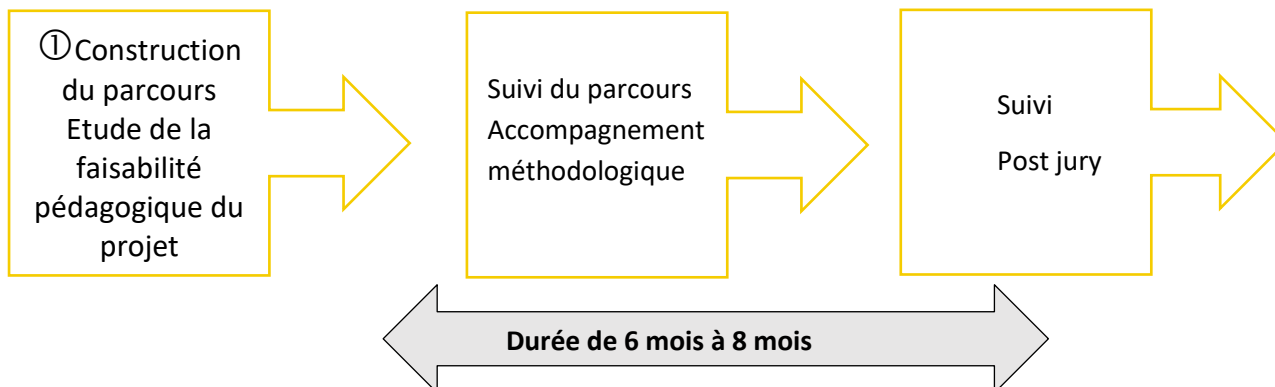 ①Construction
du parcours
Etude de la
faisabilité
pédagogique du
projet
Suivi du parcours
Accompagnement
méthodologique
Suivi
Post jury
Durée de 6 mois à 8 mois